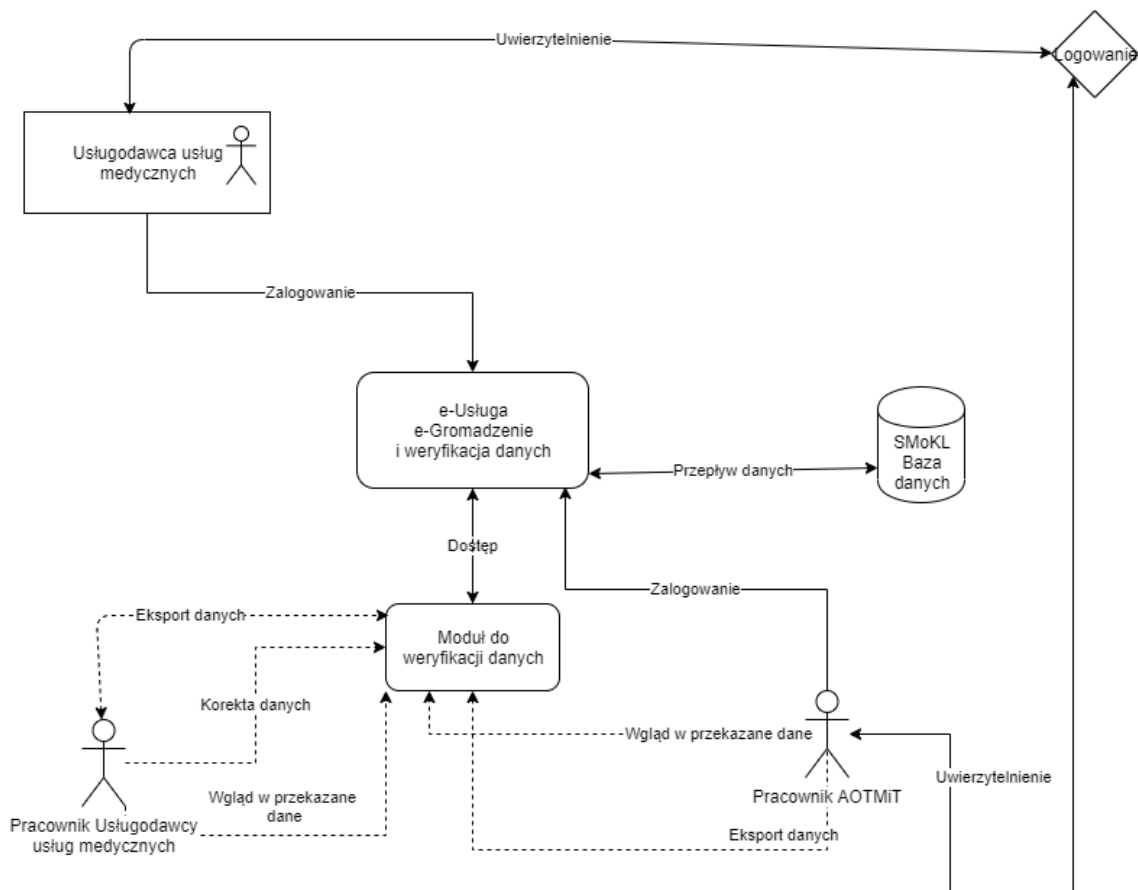 Uwierzytelnienie
Logowanie
Usługodawca usług
medycznych
Zalogowanie
e-Usługa
e-Gromadzenie
i weryfikacja danych
SMoKL
Baza
danych
Przepływ danych
Dostęp
Zalogowanie
Eksport danych
Moduł do
weryfikacji danych
Korekta danych
Wgląd w przekazane dane
Uwierzytelnienie
Wgląd w przekazane
dane
Pracownik AOTMiT
Pracownik Usługodawcy
usług medycznych
Eksport danych